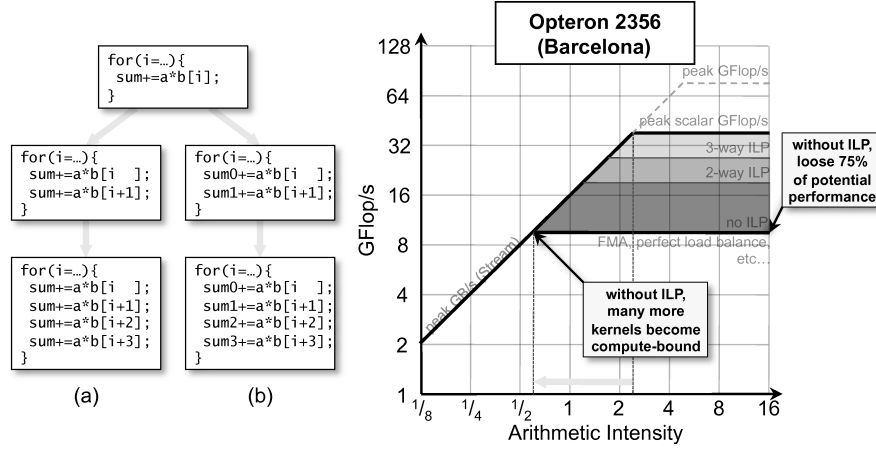 for(i=…){
sum+=a*b[i];
}
for(i=…){
sum+=a*b[i  ];
sum+=a*b[i+1];
}
for(i=…){
sum0+=a*b[i  ];
sum1+=a*b[i+1];
}
for(i=…){
sum+=a*b[i  ];
sum+=a*b[i+1];
sum+=a*b[i+2];
sum+=a*b[i+3];
}
for(i=…){
sum0+=a*b[i  ];
sum1+=a*b[i+1];
sum2+=a*b[i+2];
sum3+=a*b[i+3];
}
(a)
(b)
Opteron 2356
(Barcelona)
GFlop/s
128
64
32
16
8
4
2
1
peak GFlop/s
peak scalar GFlop/s
3-way ILP
2-way ILP
no ILP
FMA, perfect load balance,
etc…
peak GB/s (Stream)
without ILP,
loose 75%
of potential
performance
without ILP,
many more
kernels become
compute-bound
1/8
1/4
1/2
1
2
4
8
16
Arithmetic Intensity